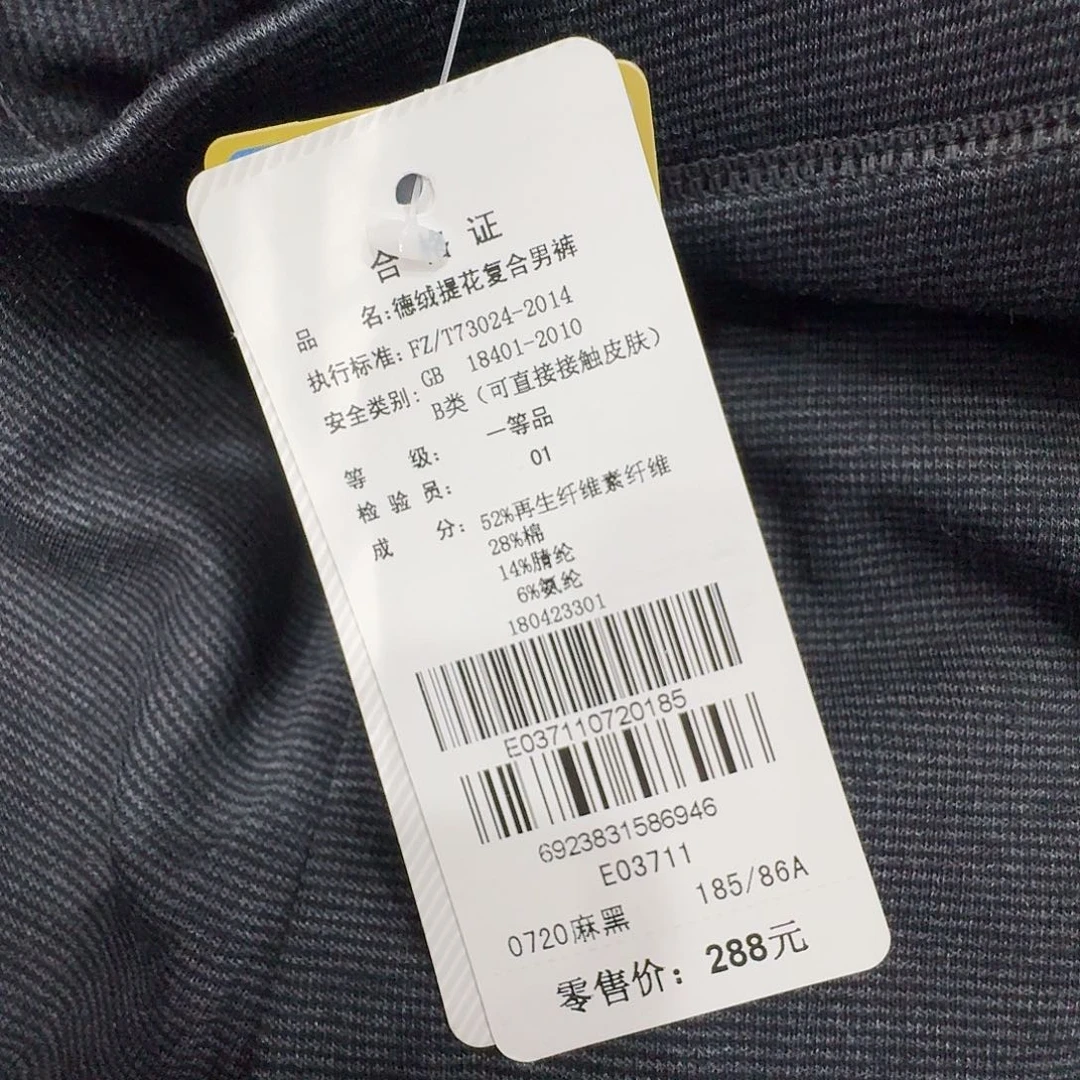 合 格 证
品 名:德绒提花复合男裤
执行标准: FZ/T73024-2014
安全类别: GB 18401-2010
B类 (可直接接触皮肤)
等 级: 一等品
检 验 员: 01
成 分: 52%再生纤维素纤维
28%棉
14%腈纶
6%氨纶
180423301
E037110720185
6923831586946
E03711
0720麻黑 185/86A
零售价: 288元